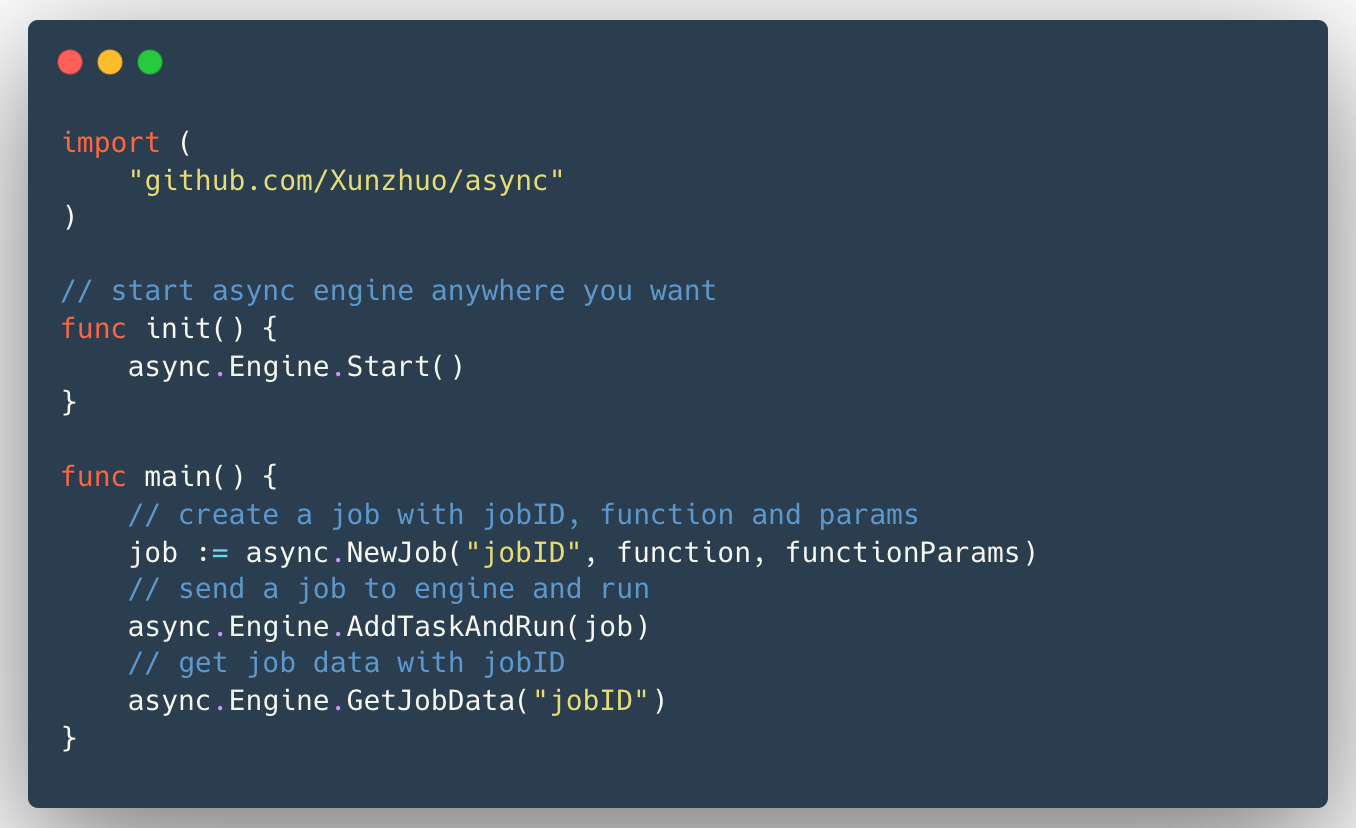 import (
    "github.com/Xunzhuo/async"
)

// start async engine anywhere you want
func init() {
    async.Engine.Start()
}

func main() {
    // create a job with jobID, function and params
    job := async.NewJob("jobID", function, functionParams)
    // send a job to engine and run
    async.Engine.AddTaskAndRun(job)
    // get job data with jobID
    async.Engine.GetJobData("jobID")
}